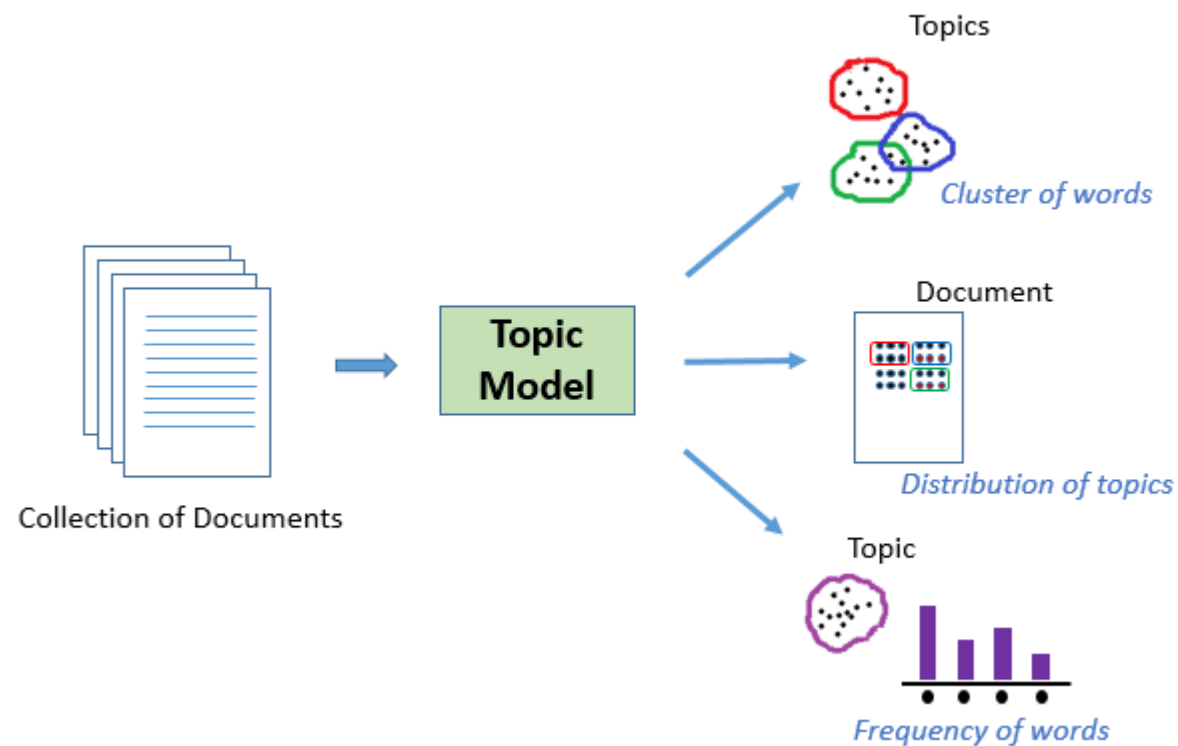 Topics
Cluster of words
Collection of Documents
Topic
Model
Document
Distribution of topics
Topic
Frequency of words